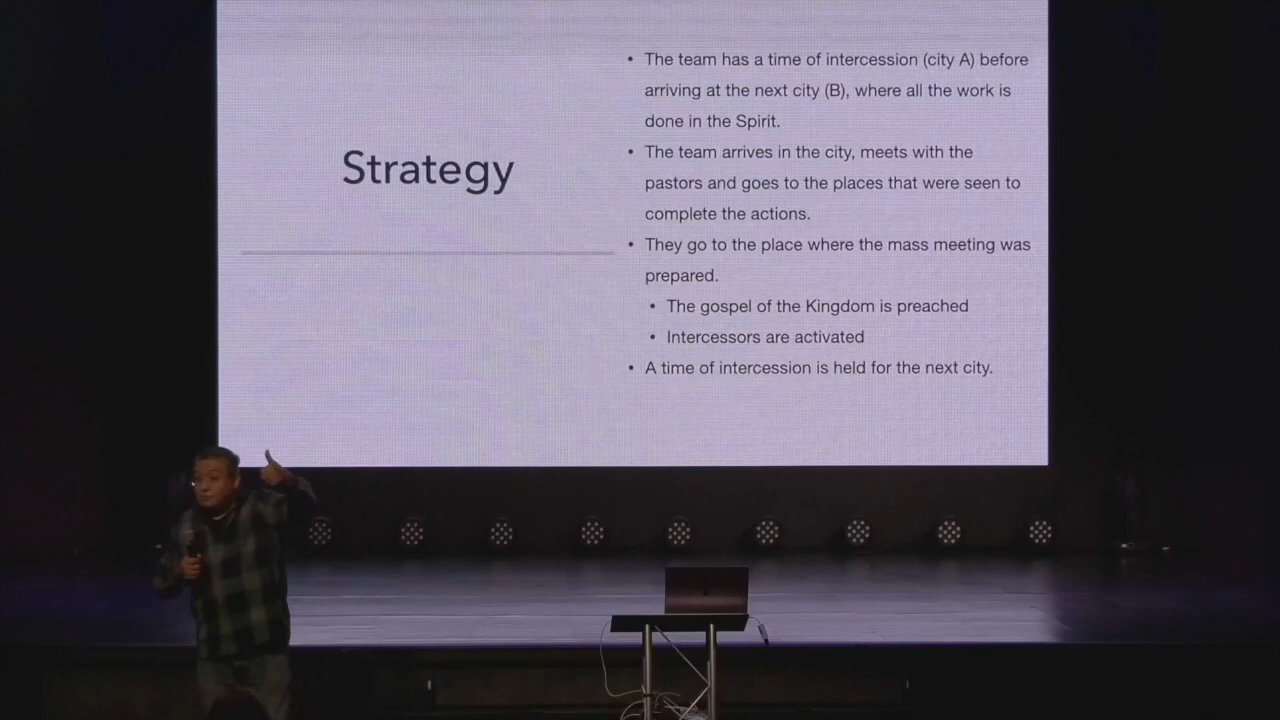 Strategy
• The team has a time of intercession (city A) before
arriving at the next city (B), where all the work is
done in the Spirit.
• The team arrives in the city, meets with the
pastors and goes to the places that were seen to
complete the actions.
• They go to the place where the mass meeting was
prepared.
• The gospel of the Kingdom is preached
• Intercessors are activated
• A time of intercession is held for the next city.